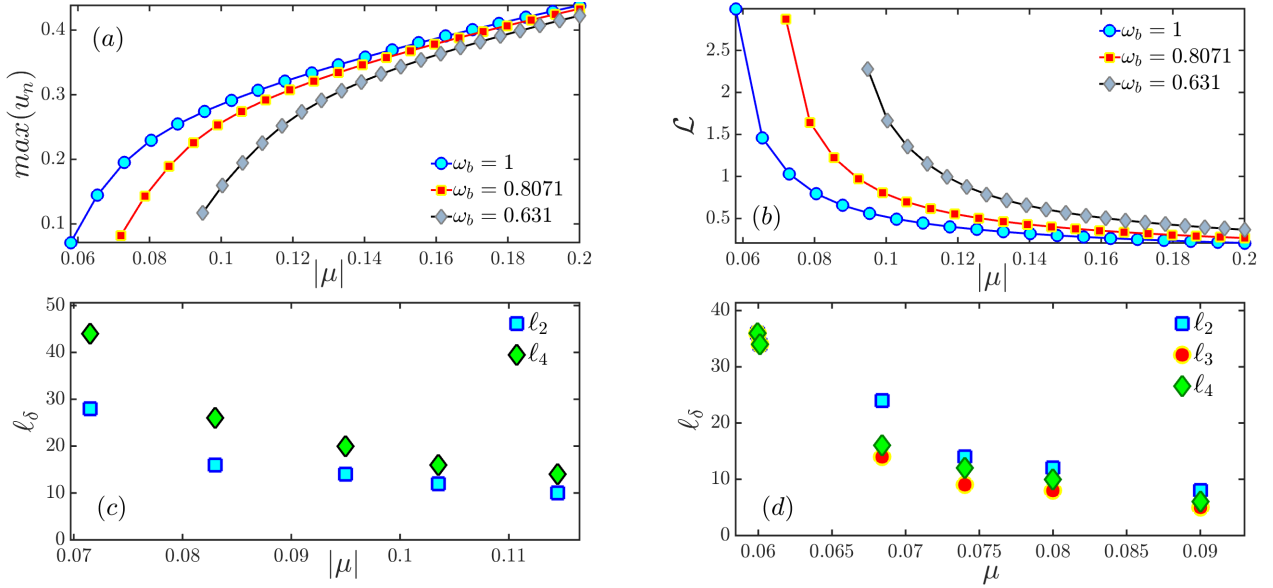 (a)
max(u_n)
0.4
0.3
0.2
0.1
ω_b = 1
ω_b = 0.8071
ω_b = 0.631
0.06 0.08 0.1 0.12 0.14 0.16 0.18 0.2
|μ|
(b)
ℒ
2.5
2
1.5
1
0.5
ω_b = 1
ω_b = 0.8071
ω_b = 0.631
0.06 0.08 0.1 0.12 0.14 0.16 0.18 0.2
|μ|
(c)
ℓ_δ
50
40
30
20
10
0
ℓ_2
ℓ_4
0.07 0.08 0.09 0.1 0.11
|μ|
(d)
ℓ_δ
40
30
20
10
0
ℓ_2
ℓ_3
ℓ_4
0.06 0.065 0.07 0.075 0.08 0.085 0.09
μ